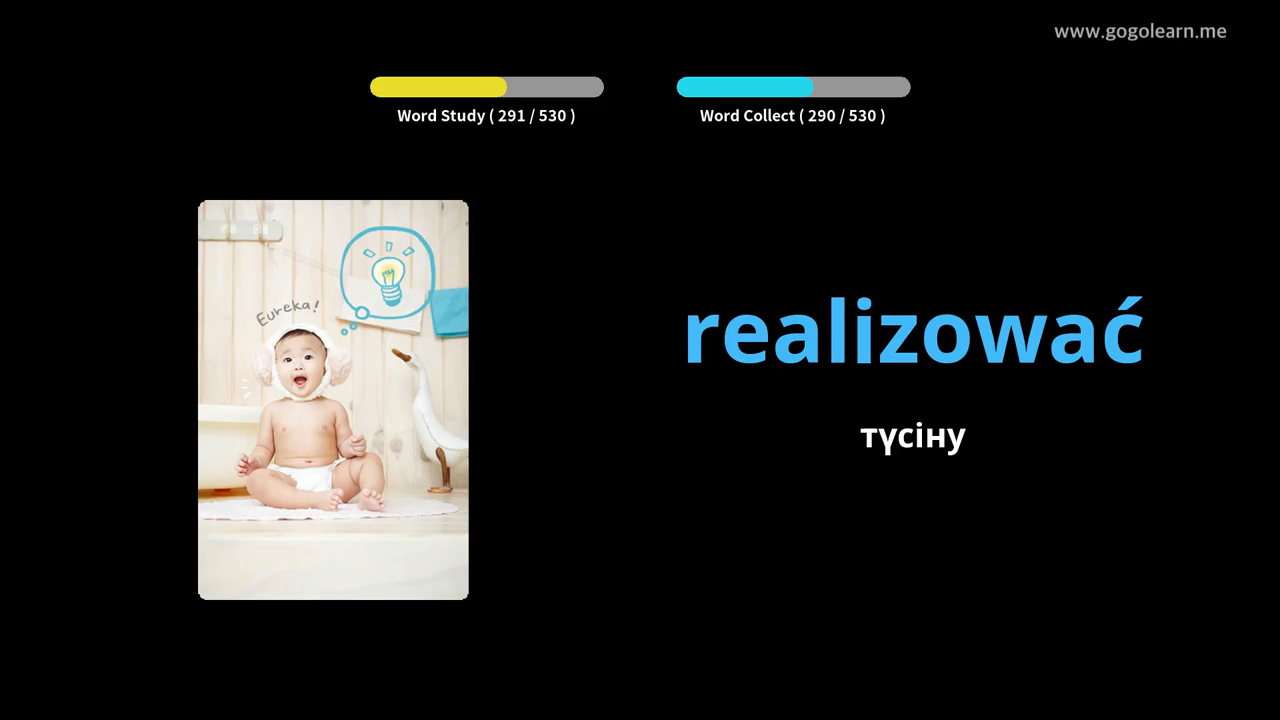 www.gogolearn.me
Word Study ( 291 / 530 )
Word Collect ( 290 / 530 )
Eureka!
realizować
түсіну